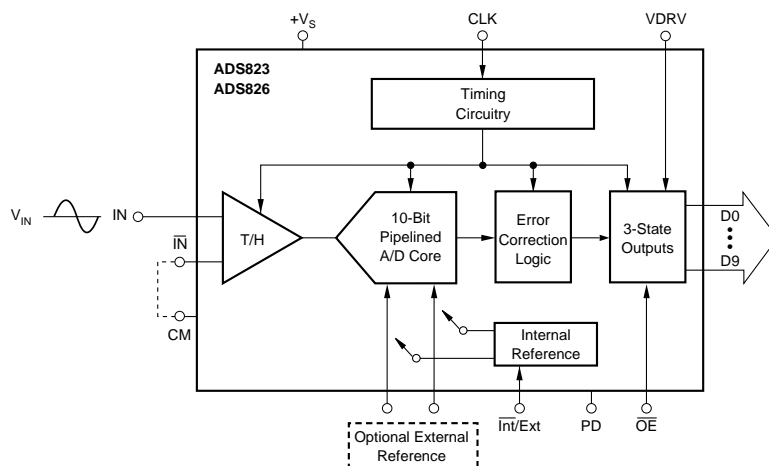 +VS
CLK
VDRV
ADS823
ADS826
Timing
Circuitry
VIN
IN
IN
T/H
10-Bit
Pipelined
A/D Core
Error
Correction
Logic
3-State
Outputs
D0
D9
CM
Internal
Reference
Optional External
Reference
Int/Ext
PD
OE